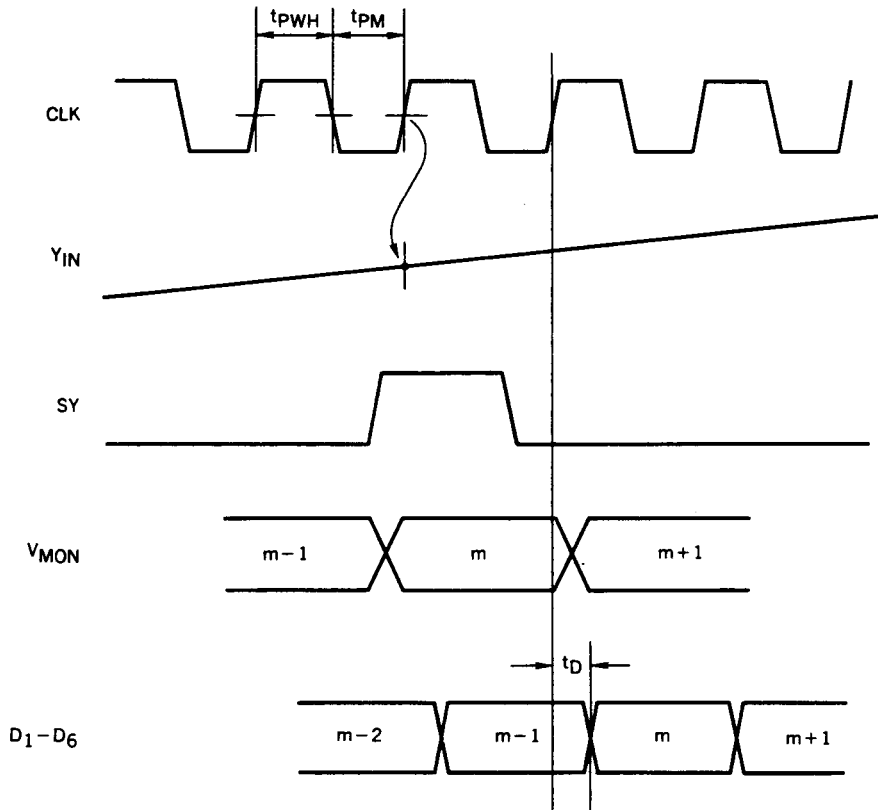 tPWH tPM
CLK
YIN
SY
VMON m−1 m m+1
tD
D1−D6 m−2 m−1 m m+1